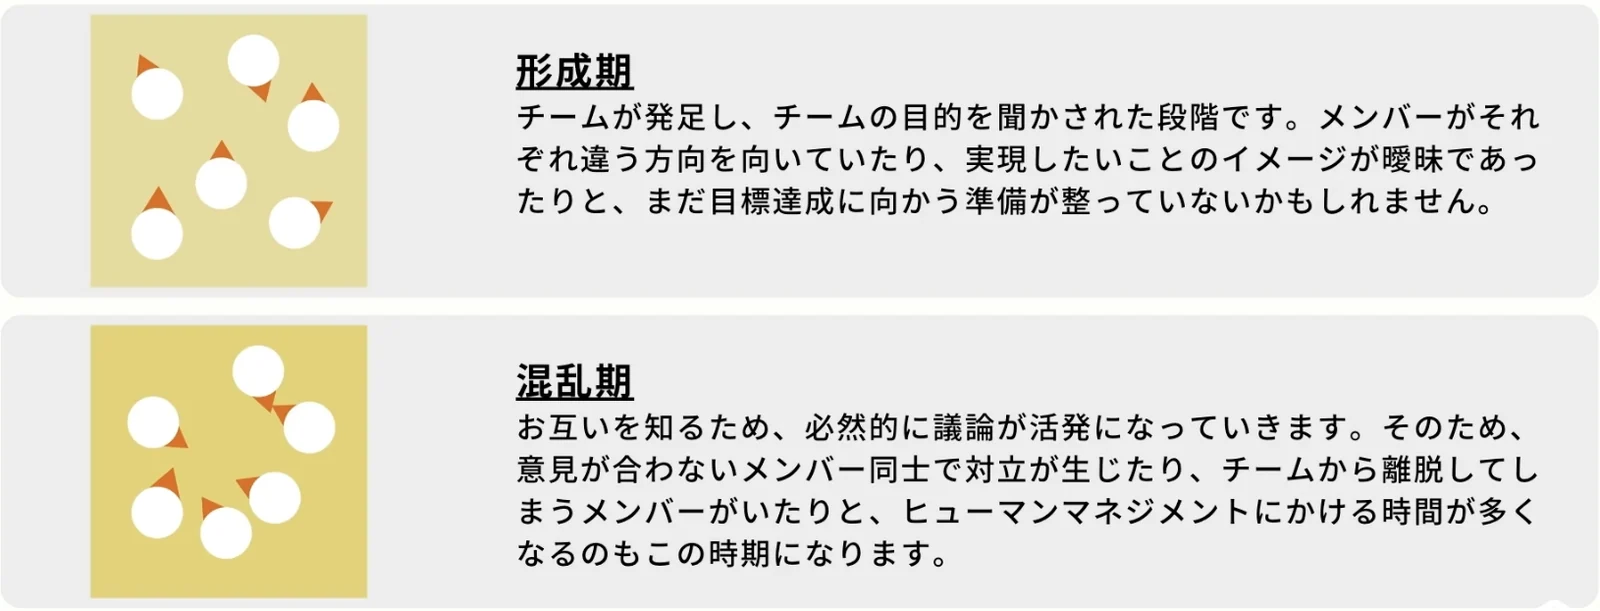 形成期
チームが発足し、チームの目的を聞かされた段階です。メンバーがそれ
ぞれ違う方向を向いていたり、実現したいことのイメージが曖昧であっ
たりと、まだ目標達成に向かう準備が整っていないかもしれません。
混乱期
お互いを知るため、必然的に議論が活発になっていきます。そのため、
意見が合わないメンバー同士で対立が生じたり、チームから離脱してし
まうメンバーがいたりと、ヒューマンマネジメントにかける時間が多く
なるのもこの時期になります。